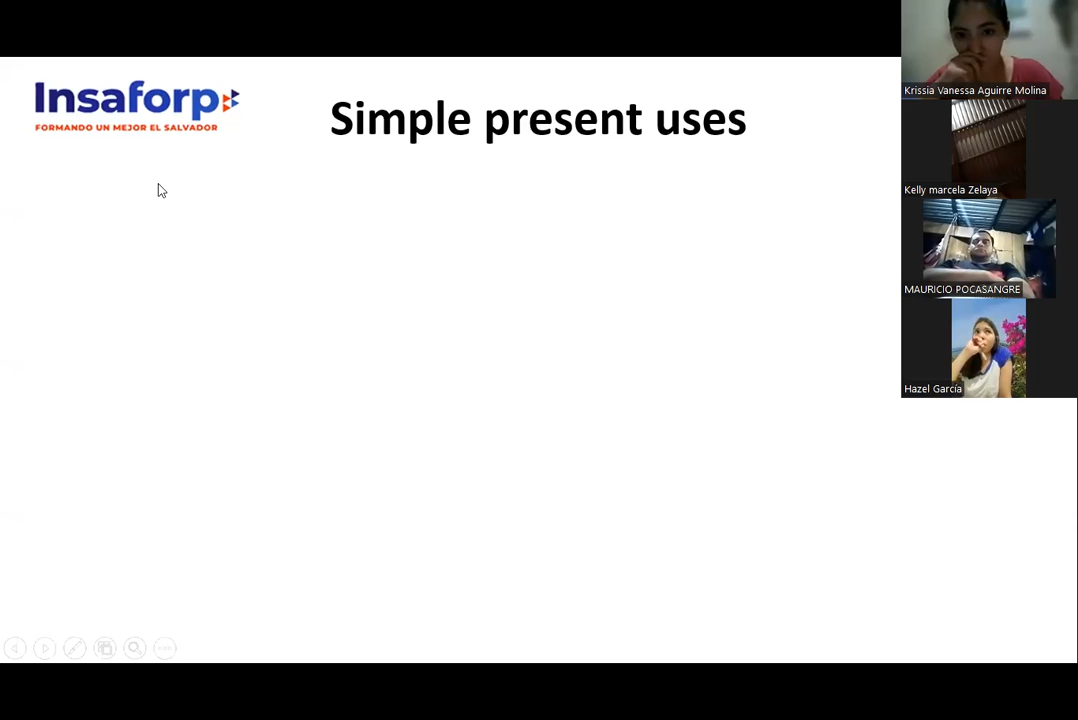 Insaforp
FORMANDO UN MEJOR EL SALVADOR
Simple present uses
Krissia Vanessa Aguirre Molina
Kelly marcela Zelaya
MAURICIO POCASANGRE
Hazel García